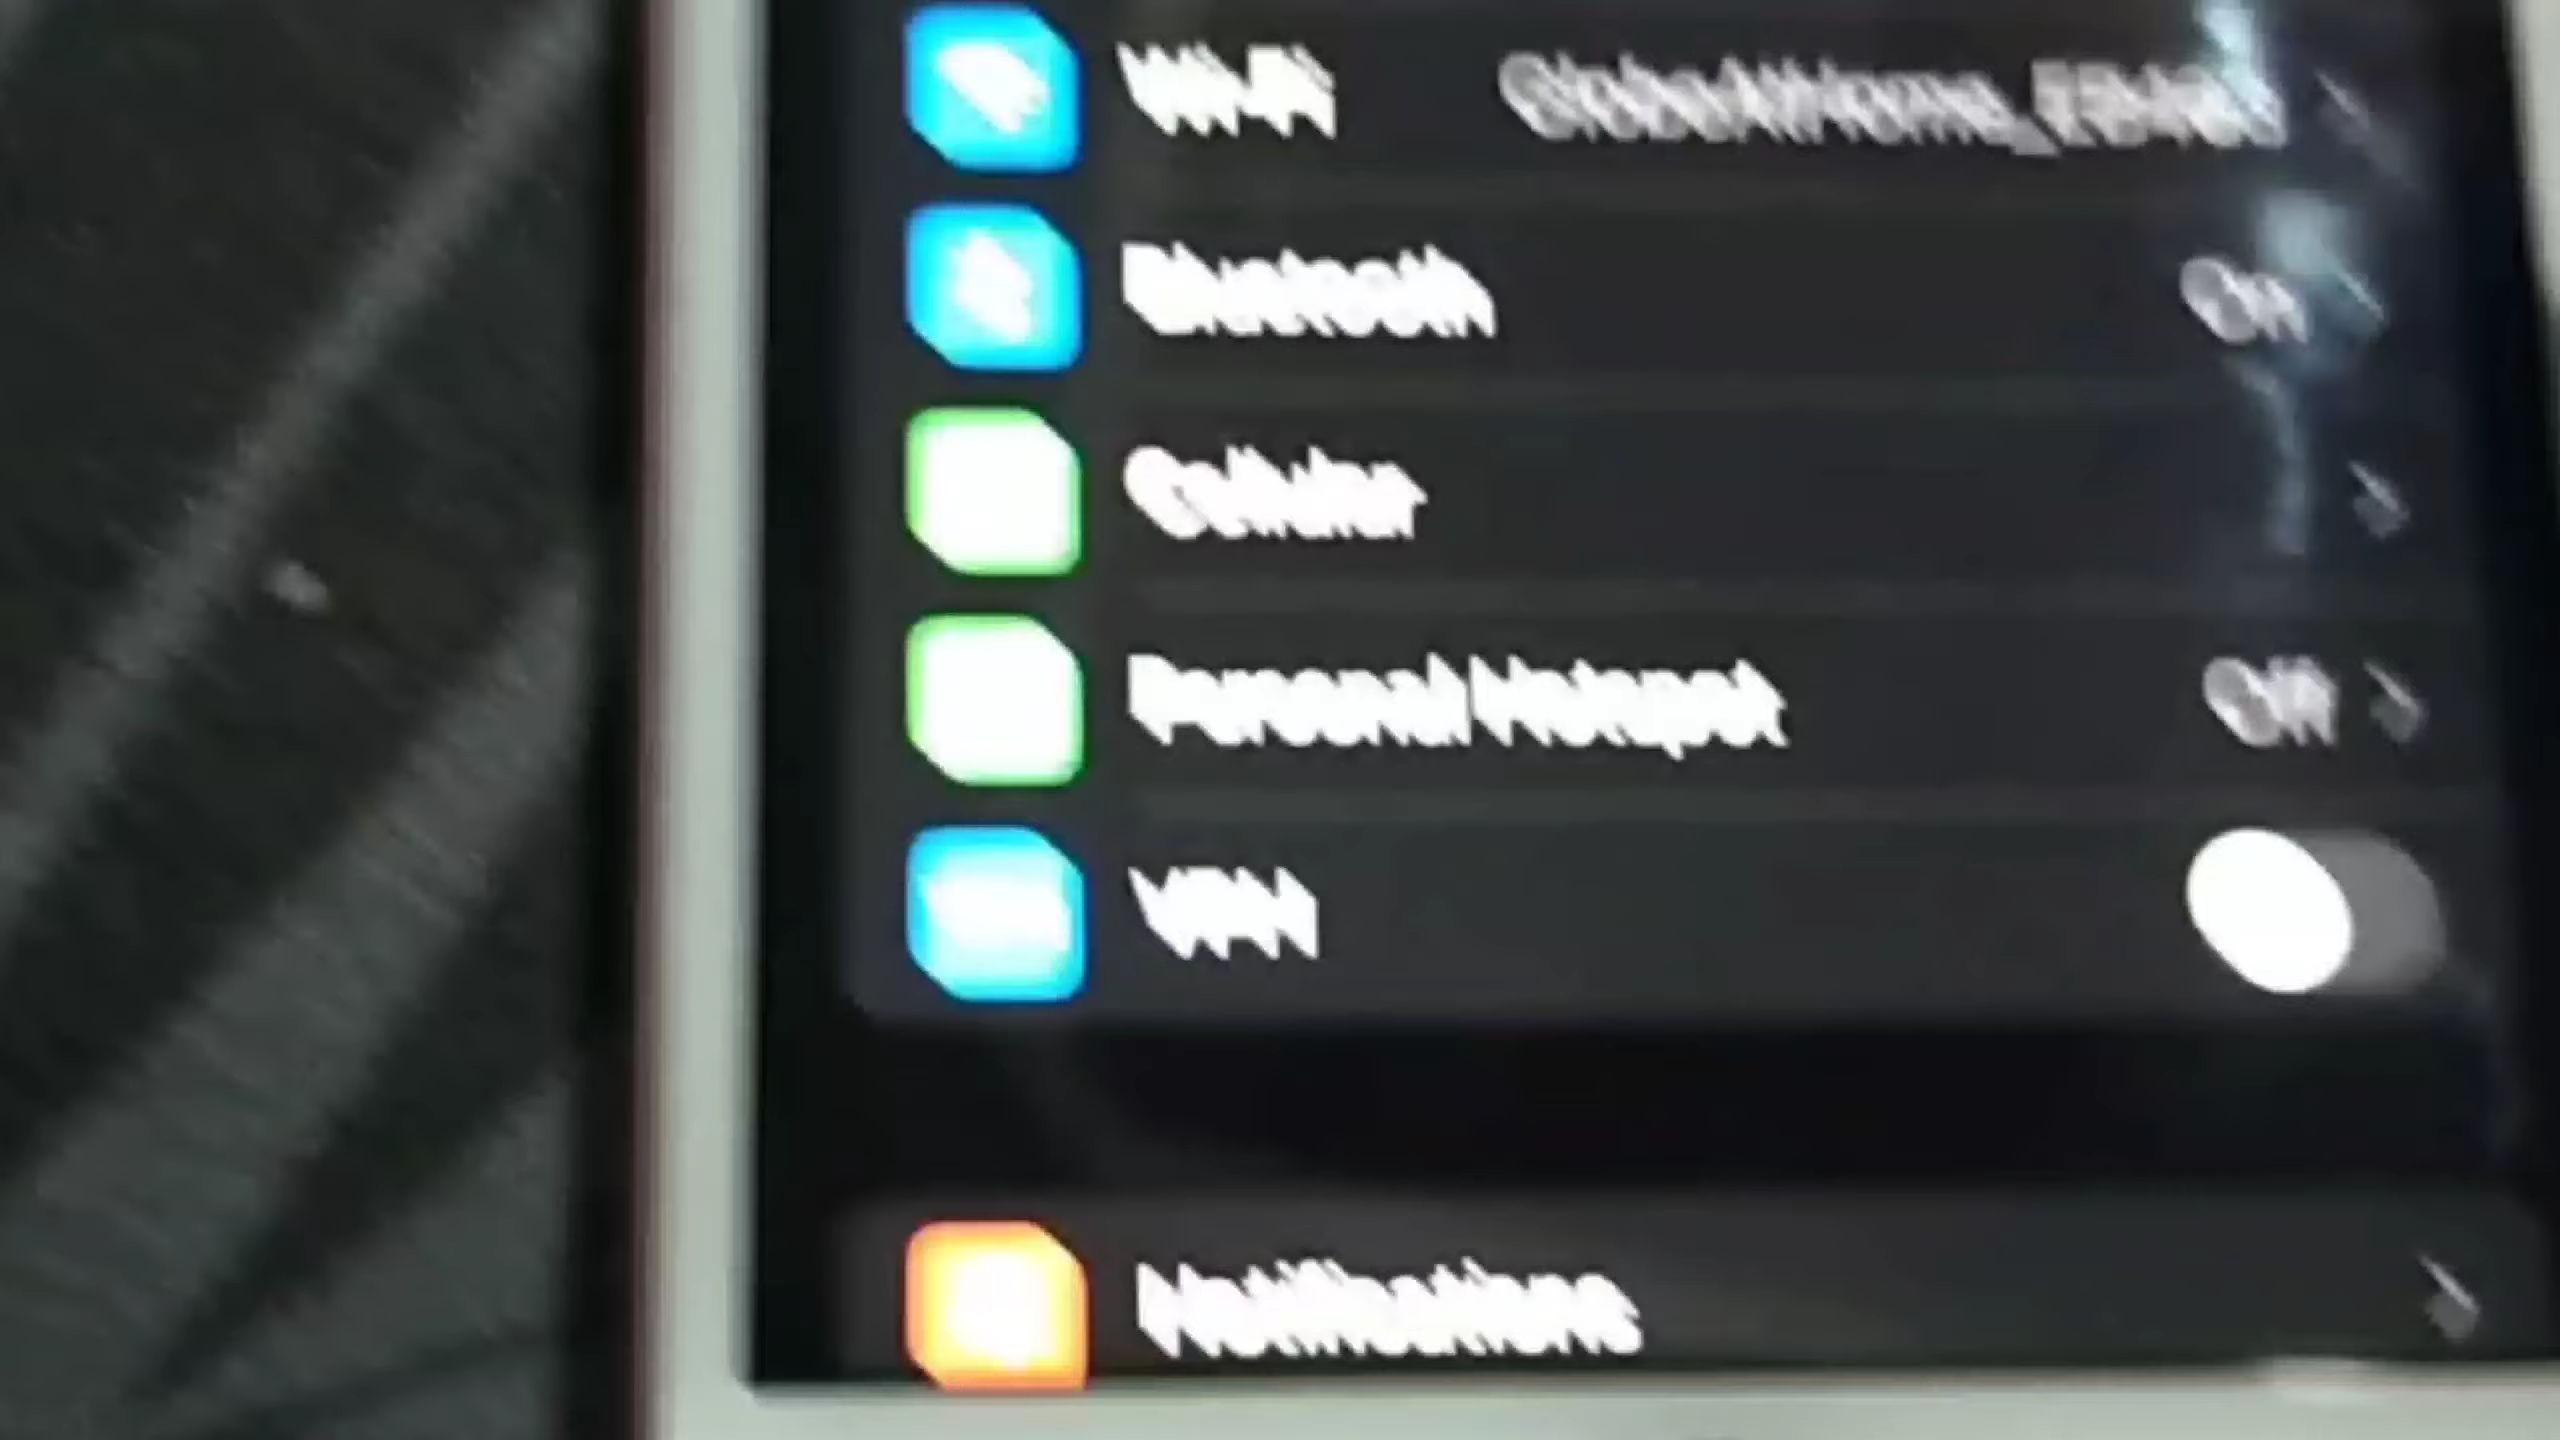 Wi-Fi
Bluetooth On
Cellular
Personal Hotspot Off
VPN
Notifications